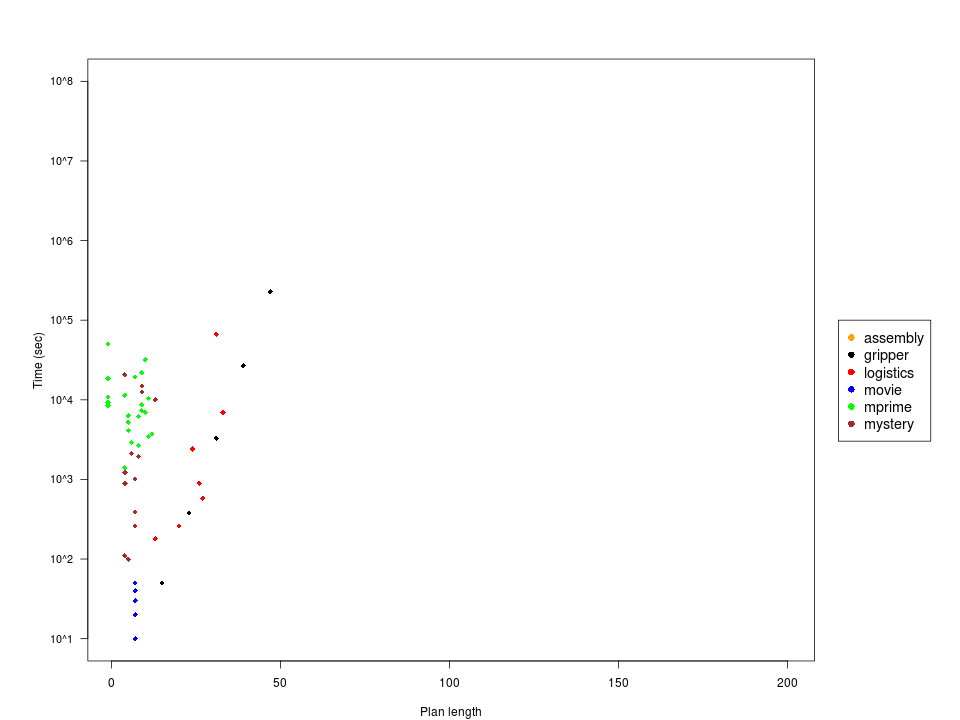 10^8
10^7
10^6
10^5
10^4
10^3
10^2
10^1
Time (sec)
0 50 100 150 200
Plan length
assembly
gripper
logistics
movie
mprime
mystery